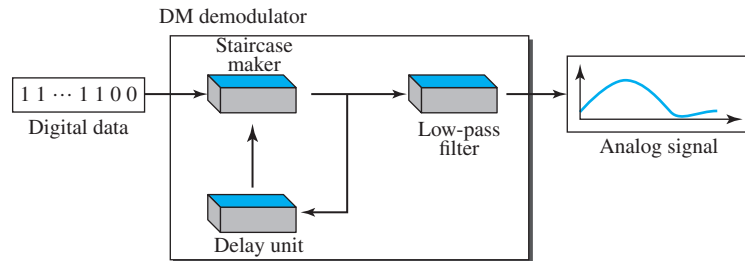 DM demodulator
Staircase
maker
1 1 ⋯ 1 1 0 0
Digital data
Low-pass
filter
Analog signal
Delay unit